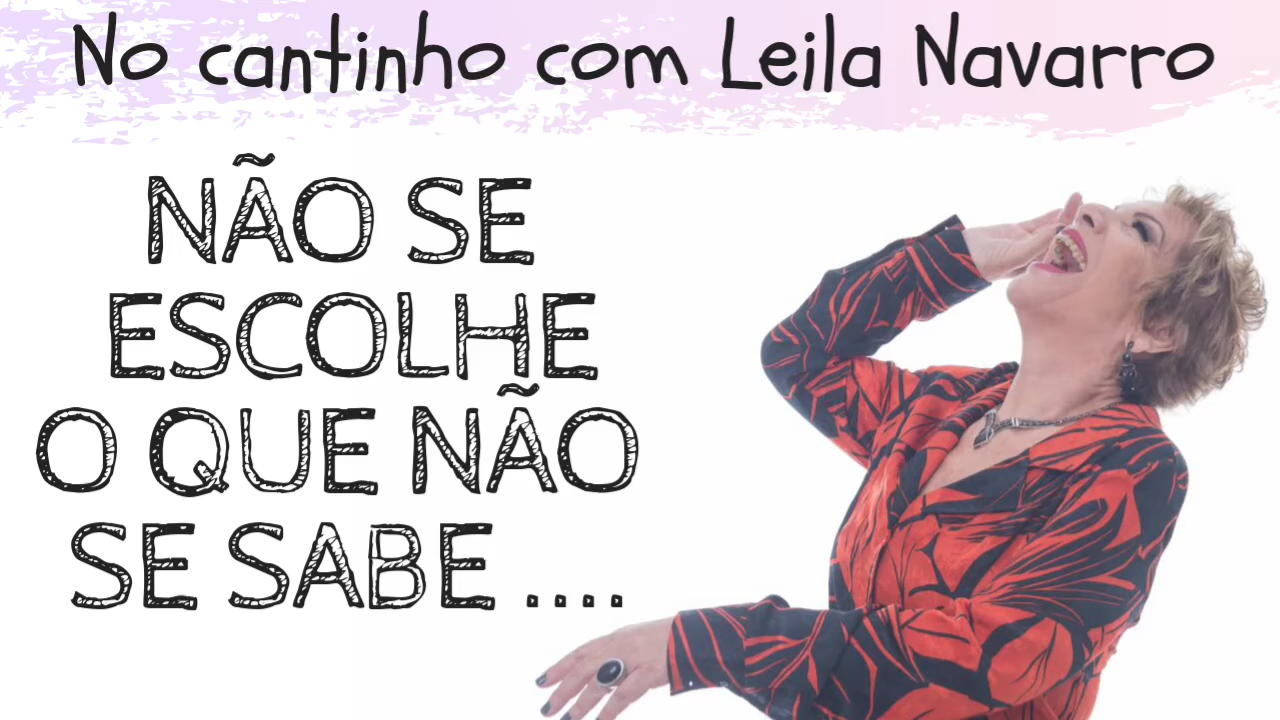 No cantinho com Leila Navarro
NÃO SE
ESCOLHE
O QUE NÃO
SE SABE ....